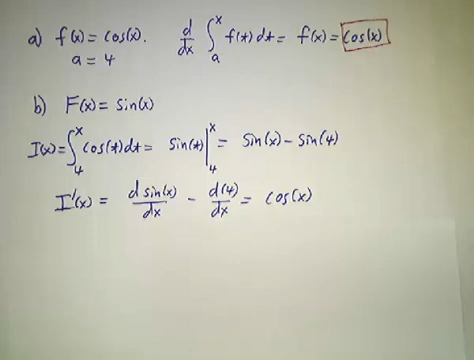 a) f(x) = cos(x). d/dx ∫_a^x f(t) dt = f(x) = cos(x)
a = 4
b) F(x) = sin(x)
I(x) = ∫_4^x cos(t) dt = sin(t)|_4^x = sin(x) - sin(4)
I'(x) = d sin(x)/dx - d(4)/dx = cos(x)